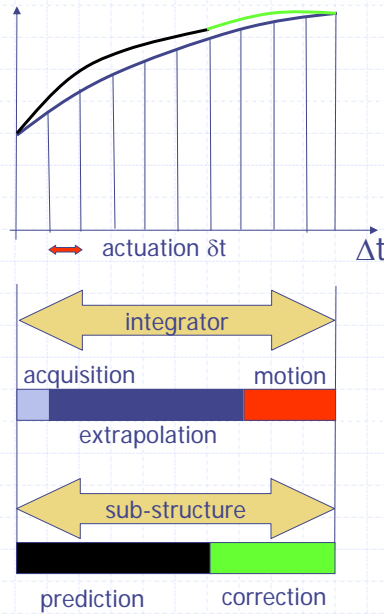 actuation δt
Δt
integrator
acquisition motion
extrapolation
sub-structure
prediction correction